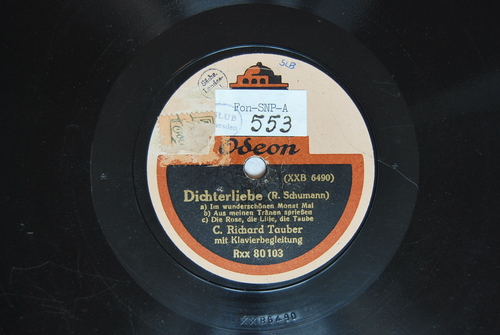 SLB
Fon-SNP-A
553
SLUB
Odeon
(XXB 6490)
Dichterliebe (R. Schumann)
a) Im wunderschönen Monat Mai
b) Aus meinen Tränen sprießen
c) Die Rose, die Lilie, die Taube
C. Richard Tauber
mit Klavierbegleitung
Rxx 80103
XXB6490